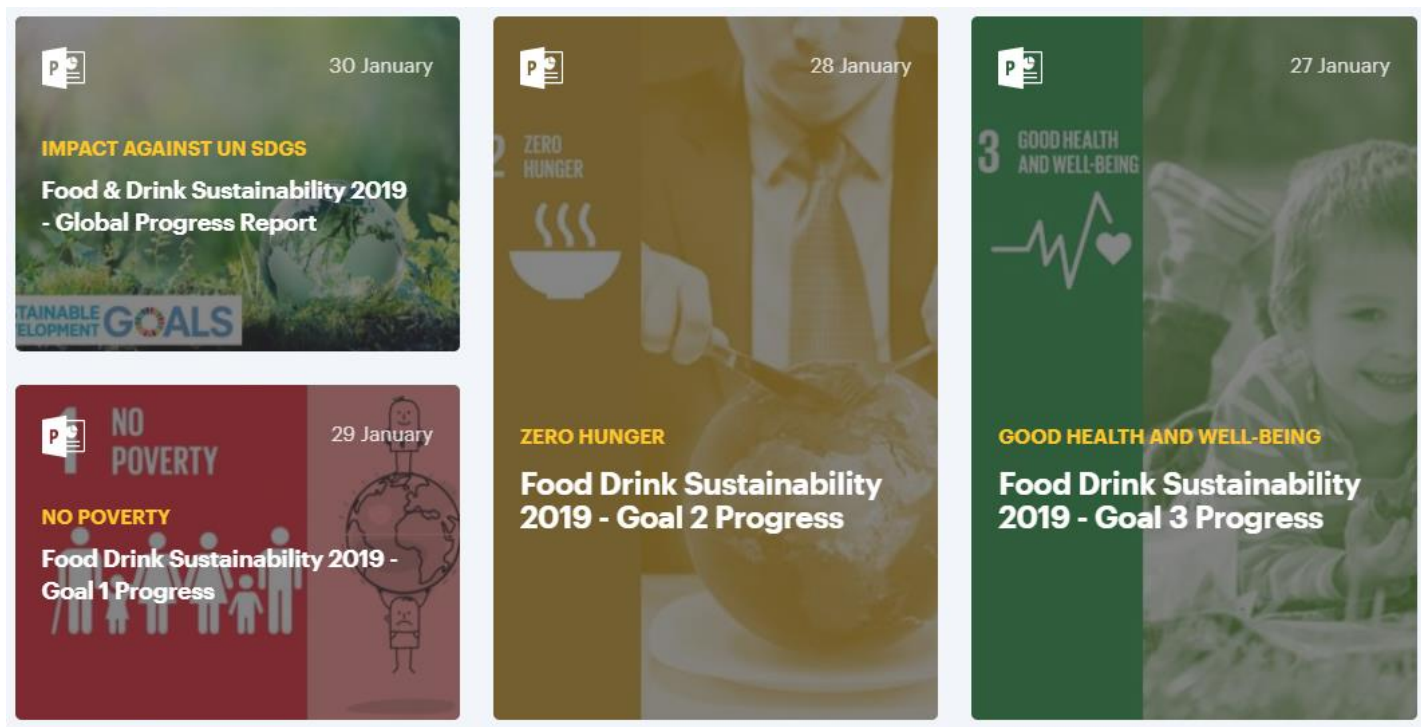 P
30 January
IMPACT AGAINST UN SDGS
Food & Drink Sustainability 2019
- Global Progress Report
TAINABLE
ELOPMENT
GOALS
1 NO
POVERTY
P
29 January
NO POVERTY
Food Drink Sustainability 2019 -
Goal 1 Progress
P
28 January
2 ZERO
HUNGER
ZERO HUNGER
Food Drink Sustainability
2019 - Goal 2 Progress
P
27 January
3 GOOD HEALTH
AND WELL-BEING
GOOD HEALTH AND WELL-BEING
Food Drink Sustainability
2019 - Goal 3 Progress